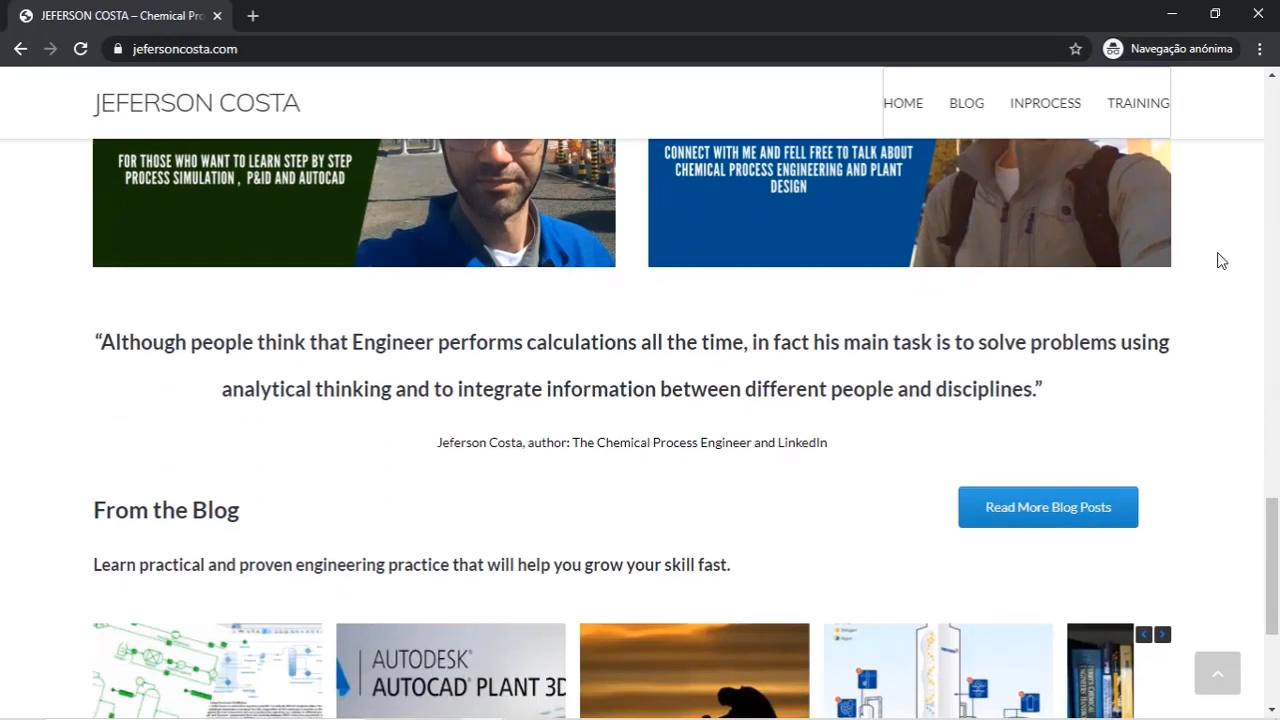 JEFERSON COSTA – Chemical Pro
jefersoncosta.com
Navegação anónima
JEFERSON COSTA
HOME BLOG INPROCESS TRAINING
FOR THOSE WHO WANT TO LEARN STEP BY STEP
PROCESS SIMULATION , P&ID AND AUTOCAD
CONNECT WITH ME AND FELL FREE TO TALK ABOUT
CHEMICAL PROCESS ENGINEERING AND PLANT
DESIGN
“Although people think that Engineer performs calculations all the time, in fact his main task is to solve problems using
analytical thinking and to integrate information between different people and disciplines.”
Jeferson Costa, author: The Chemical Process Engineer and LinkedIn
From the Blog
Read More Blog Posts
Learn practical and proven engineering practice that will help you grow your skill fast.
AUTODESK®
AUTOCAD PLANT 3D